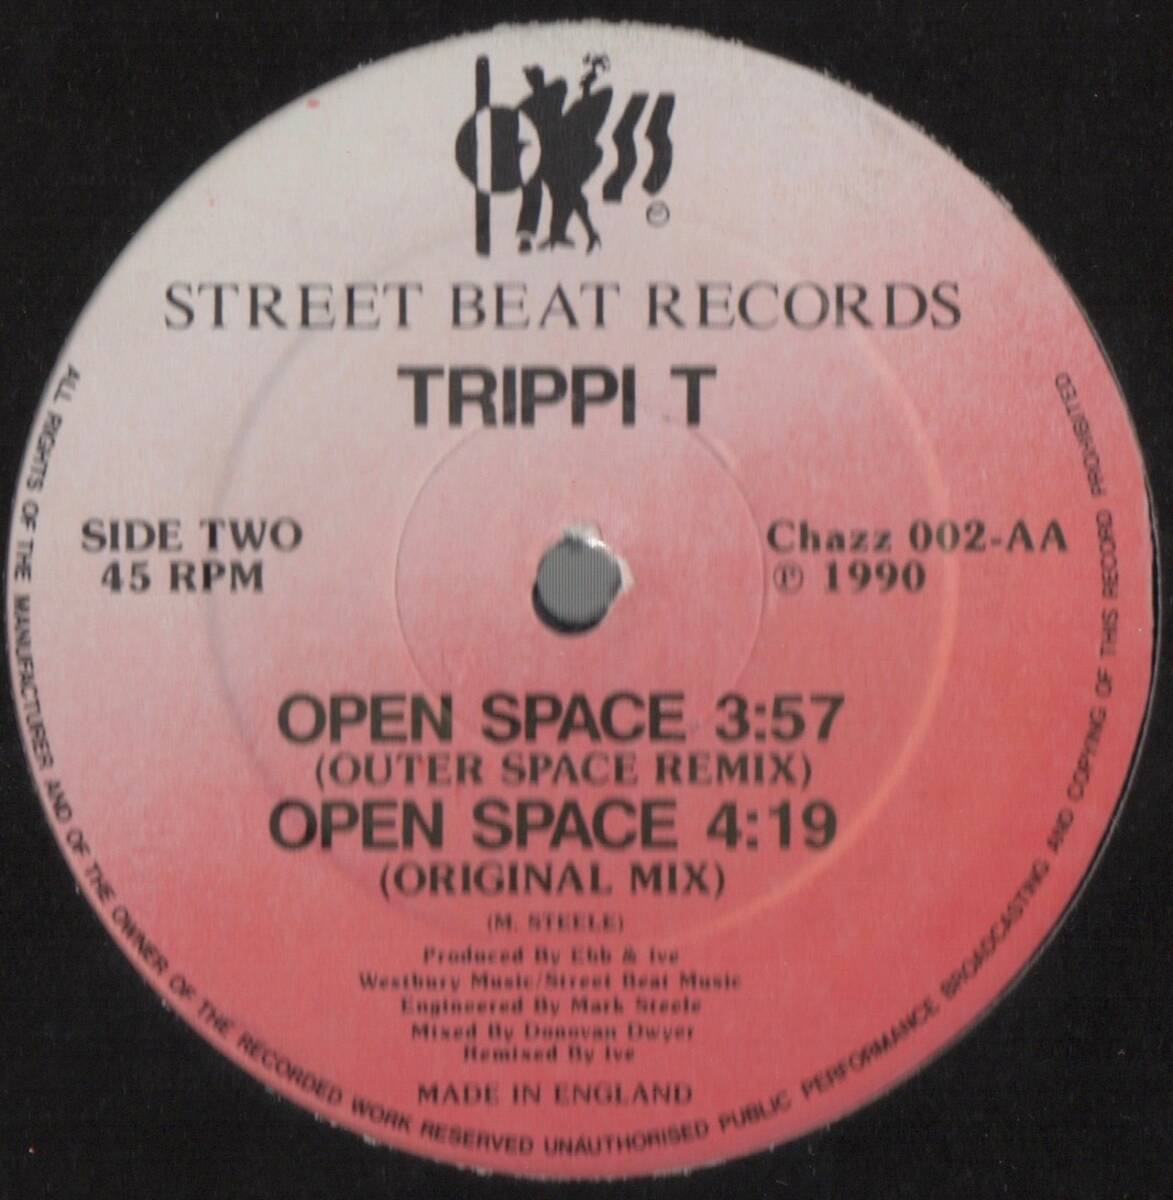 STREET BEAT RECORDS
TRIPPI T
SIDE TWO
45 RPM
Chazz 002-AA
℗ 1990
OPEN SPACE 3:57
(OUTER SPACE REMIX)
OPEN SPACE 4:19
(ORIGINAL MIX)
(M. STEELE)
Produced By Ebb & Ive
Westbury Music/Street Beat Music
Engineered By Mark Steele
Mixed By Donovan Dwyer
Remixed By Ive
MADE IN ENGLAND
ALL RIGHTS OF THE MANUFACTURER AND OF THE OWNER OF THE RECORDED WORK RESERVED UNAUTHORISED PUBLIC PERFORMANCE BROADCASTING AND COPYING OF THIS RECORD PROHIBITED